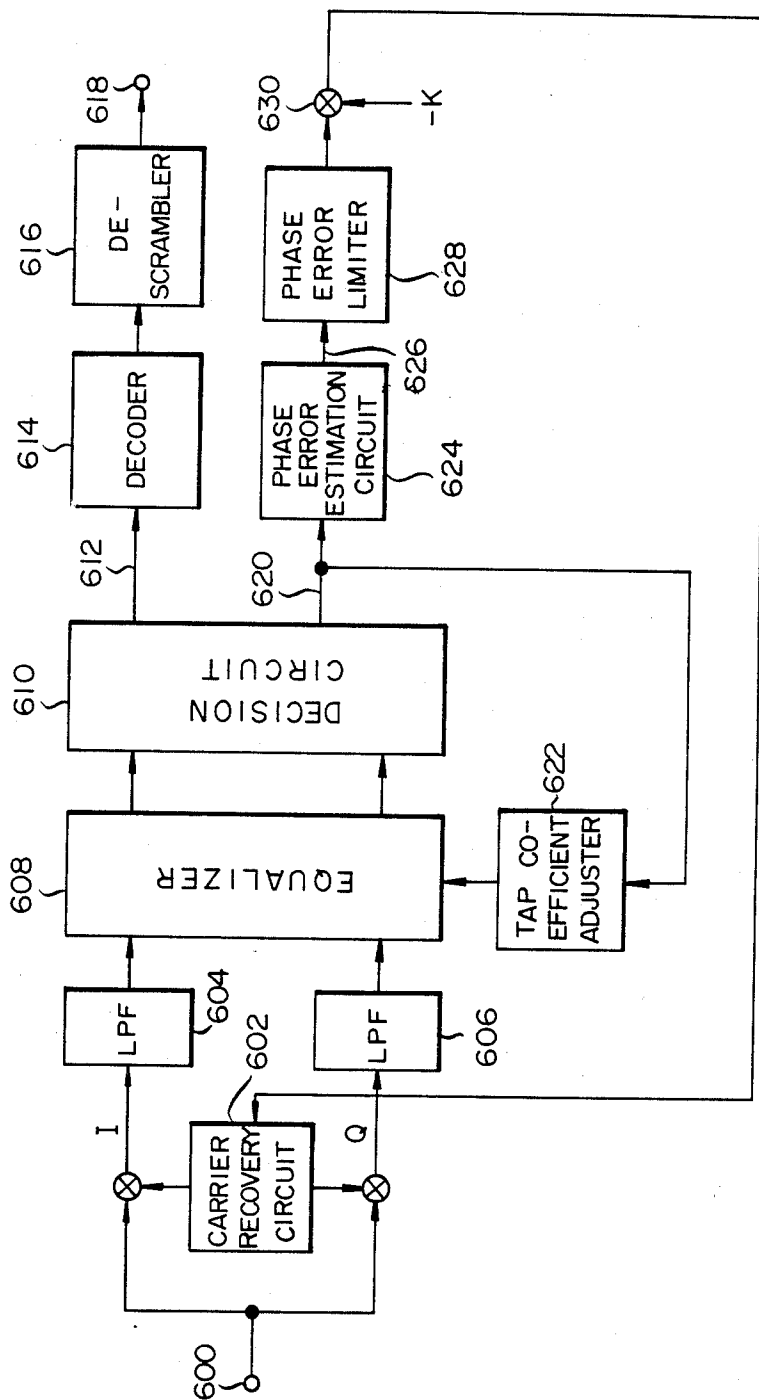 600
I
Q
CARRIER
RECOVERY
CIRCUIT
602
LPF
604
LPF
606
608
EQUALIZER
TAP CO-
EFFICIENT
ADJUSTER
622
610
DECISION
CIRCUIT
612
620
614
DECODER
616
DE-
SCRAMBLER
618
PHASE
ERROR
ESTIMATION
CIRCUIT
624
626
PHASE
ERROR
LIMITER
628
630
-K